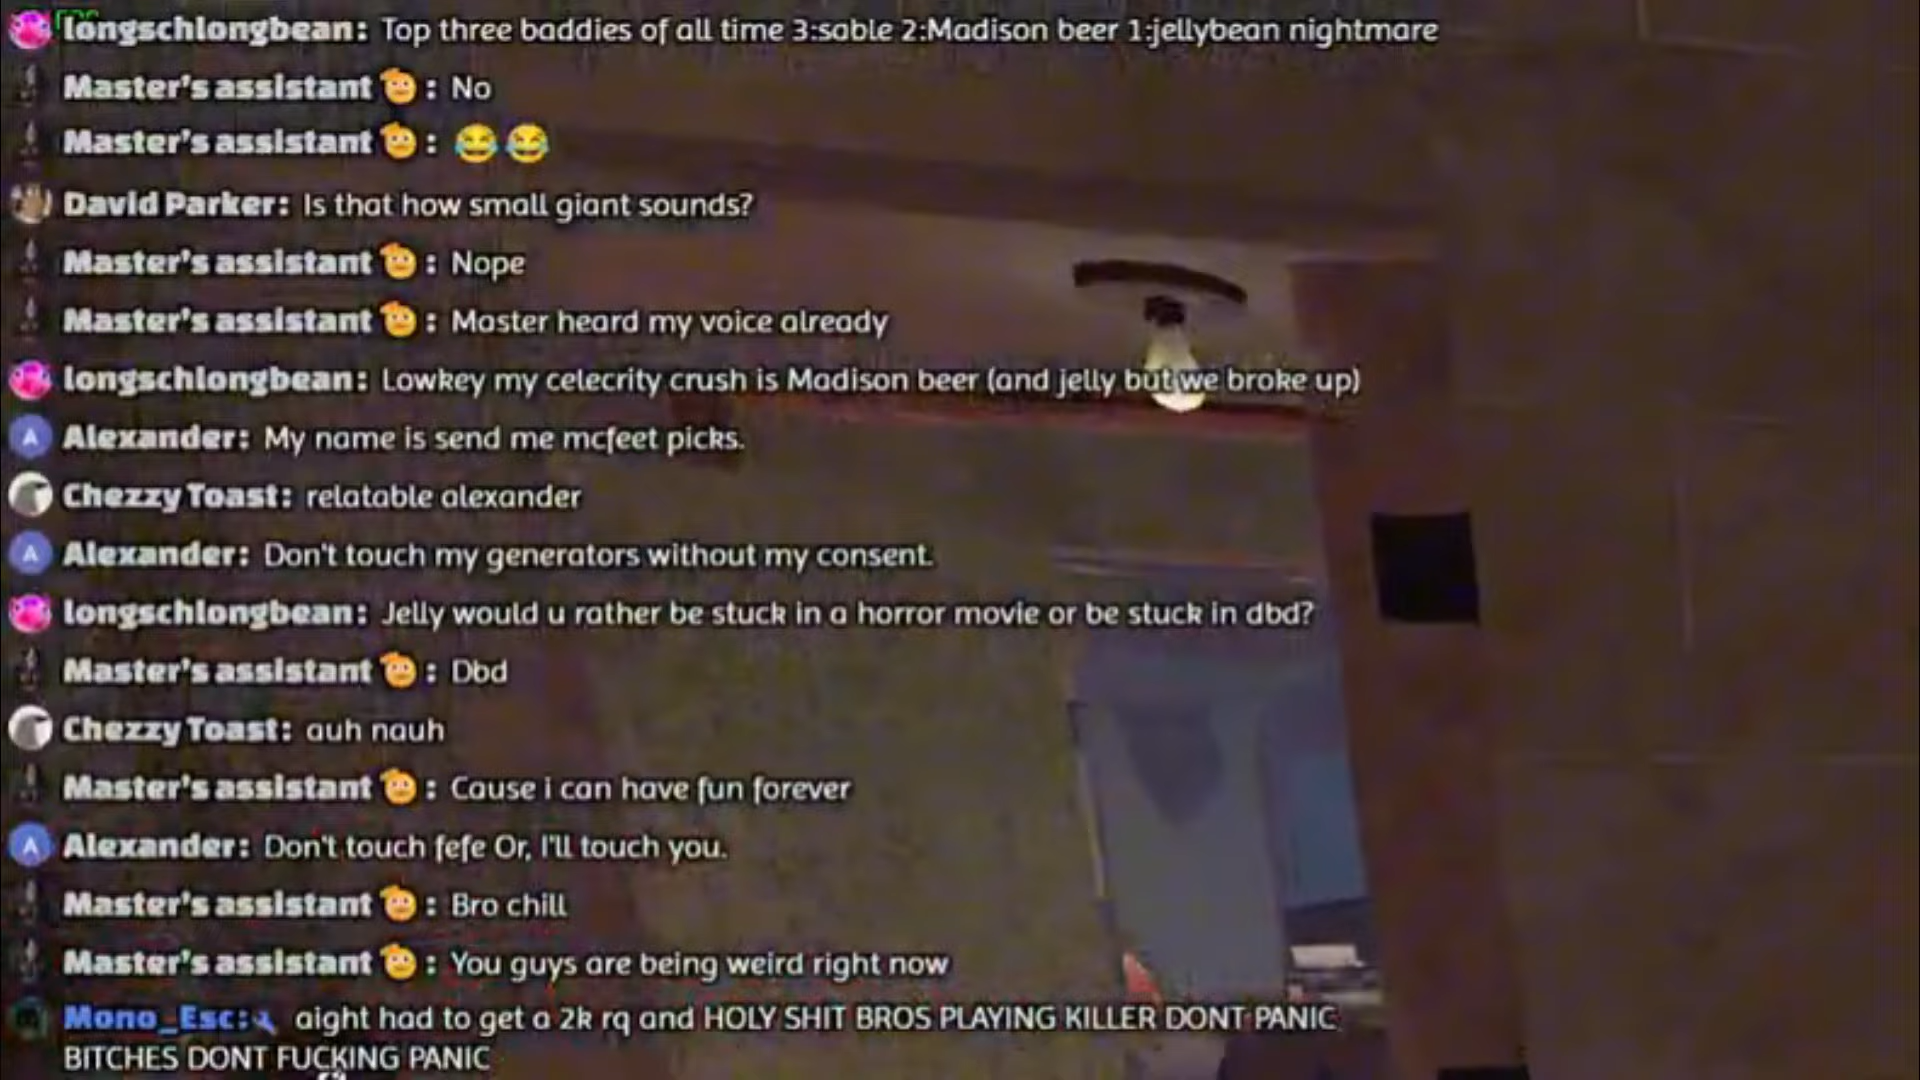 longschlongbean: Top three baddies of all time 3:sable 2:Madison beer 1:jellybean nightmare
Master's assistant 🫡 : No
Master's assistant 🫡 : 😂😂
David Parker: Is that how small giant sounds?
Master's assistant 🫡 : Nope
Master's assistant 🫡 : Master heard my voice already
longschlongbean: Lowkey my celecrity crush is Madison beer (and jelly but we broke up)
A Alexander: My name is send me mcfeet picks.
Chezzy Toast: relatable alexander
A Alexander: Don't touch my generators without my consent.
longschlongbean: Jelly would u rather be stuck in a horror movie or be stuck in dbd?
Master's assistant 🫡 : Dbd
Chezzy Toast: auh nauh
Master's assistant 🫡 : Cause i can have fun forever
A Alexander: Don't touch fefe Or, I'll touch you.
Master's assistant 🫡 : Bro chill
Master's assistant 🫡 : You guys are being weird right now
Mono_Esc:🔧 aight had to get a 2k rq and HOLY SHIT BROS PLAYING KILLER DONT PANIC
BITCHES DONT FUCKING PANIC